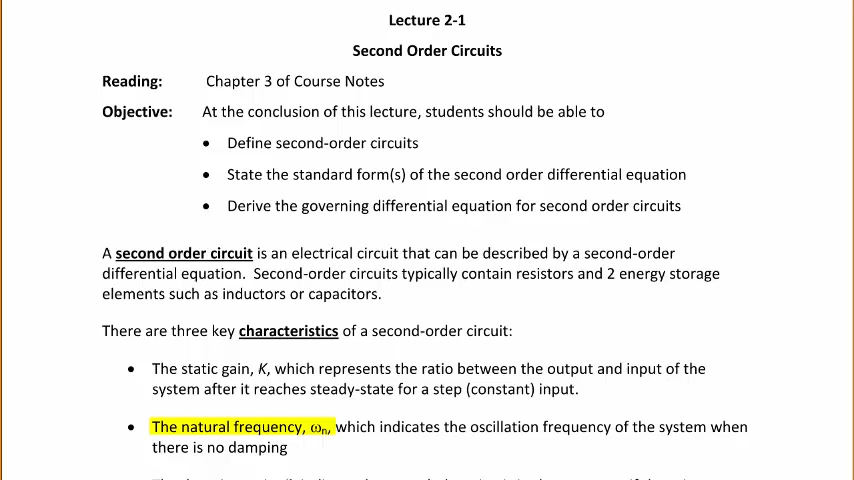 Lecture 2-1
Second Order Circuits
Reading: Chapter 3 of Course Notes
Objective: At the conclusion of this lecture, students should be able to
• Define second-order circuits
• State the standard form(s) of the second order differential equation
• Derive the governing differential equation for second order circuits
A second order circuit is an electrical circuit that can be described by a second-order
differential equation. Second-order circuits typically contain resistors and 2 energy storage
elements such as inductors or capacitors.
There are three key characteristics of a second-order circuit:
• The static gain, K, which represents the ratio between the output and input of the
system after it reaches steady-state for a step (constant) input.
• The natural frequency, ωn, which indicates the oscillation frequency of the system when
there is no damping